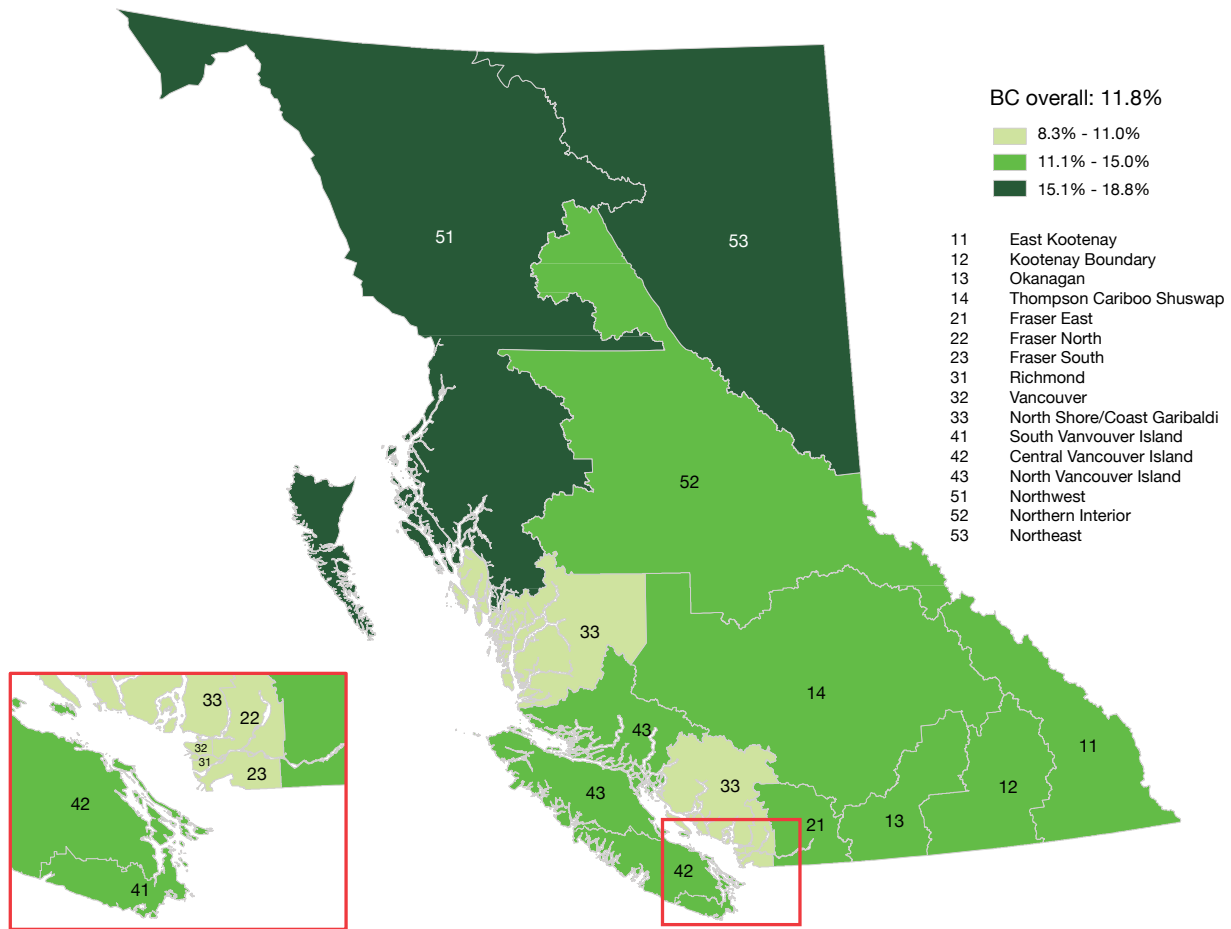 BC overall: 11.8%
8.3% - 11.0%
11.1% - 15.0%
15.1% - 18.8%
11 East Kootenay
12 Kootenay Boundary
13 Okanagan
14 Thompson Cariboo Shuswap
21 Fraser East
22 Fraser North
23 Fraser South
31 Richmond
32 Vancouver
33 North Shore/Coast Garibaldi
41 South Vanvouver Island
42 Central Vancouver Island
43 North Vancouver Island
51 Northwest
52 Northern Interior
53 Northeast
51
53
52
33
14
43
11
33
12
43
21
13
42
33
22
32
31
23
42
41